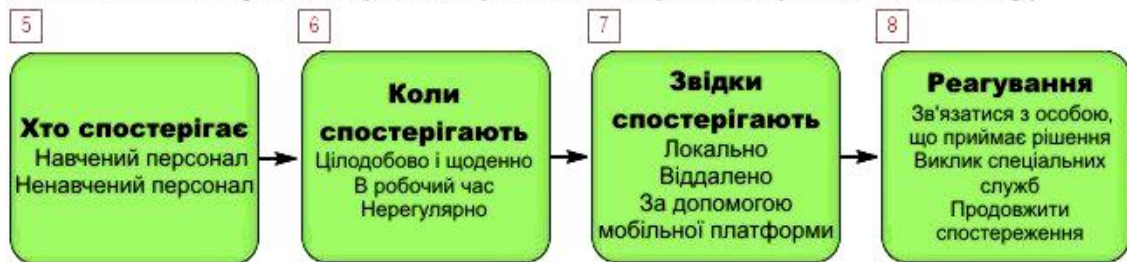 5
6
7
8
Хто спостерігає
Навчений персонал
Ненавчений персонал
Коли
спостерігають
Цілодобово і щоденно
В робочий час
Нерегулярно
Звідки
спостерігають
Локально
Віддалено
За допомогою
мобільної платформи
Реагування
Зв'язатися з особою,
що приймає рішення
Виклик спеціальних
служб
Продовжити
спостереження